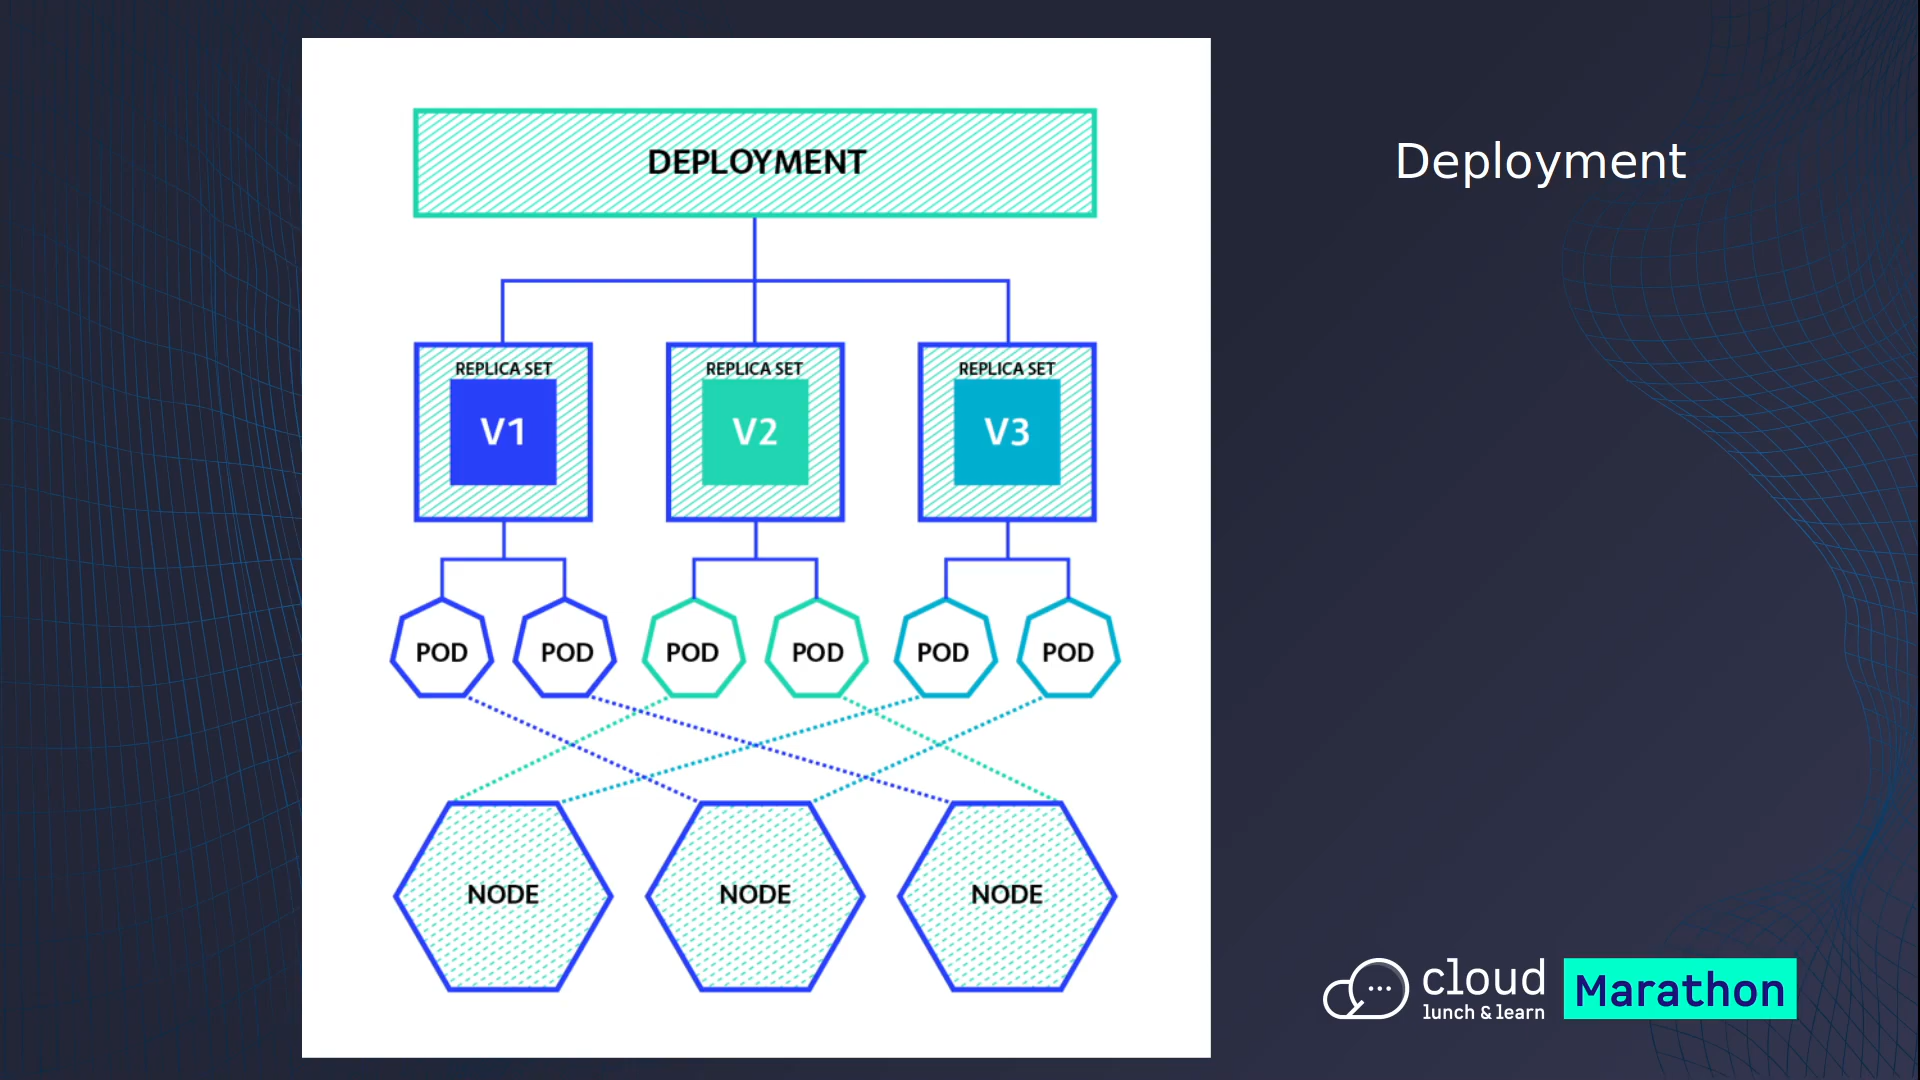 DEPLOYMENT
Deployment
REPLICA SET REPLICA SET REPLICA SET
V1 V2 V3
POD POD POD POD POD POD
NODE NODE NODE
cloud
lunch & learn
Marathon